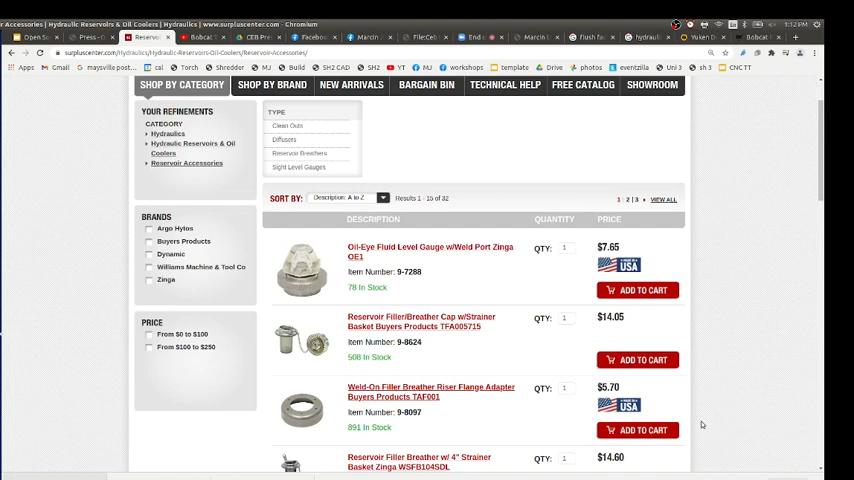 r Accessories | Hydraulic Reservoirs & Oil Coolers | Hydraulics | www.surpluscenter.com - Chromium
1:12 PM
Open So
Press - C
Reservoi
Bobcat T
CEB Pre
Facebook
Marcin J
FileCeb
End o
Marcin
flush fa
hydrauli
Yuken D
Bobcat
surpluscenter.com/Hydraulics/Hydraulic-Reservoirs-Oil-Coolers/Reservoir-Accessories/
Apps M Gmail maysville post... cal Torch Shredder MJ Build SH2 CAD SH2 YT MJ workshops template Drive photos eventzilla Uni 3 sh 3 CNC TT
SHOP BY CATEGORY SHOP BY BRAND NEW ARRIVALS BARGAIN BIN TECHNICAL HELP FREE CATALOG SHOWROOM
YOUR REFINEMENTS
CATEGORY
Hydraulics
Hydraulic Reservoirs & Oil
Coolers
Reservoir Accessories
TYPE
Clean Outs
Diffusers
Reservoir Breathers
Sight Level Gauges
SORT BY: Description: A to Z Results 1 - 15 of 32 1 | 2 | 3 VIEW ALL
DESCRIPTION QUANTITY PRICE
BRANDS
Argo Hytos
Buyers Products
Dynamic
Williams Machine & Tool Co
Zinga
PRICE
From $0 to $100
From $100 to $250
Oil-Eye Fluid Level Gauge w/Weld Port Zinga
OE1
Item Number: 9-7288
78 In Stock
QTY: 1
$7.65
USA
ADD TO CART
Reservoir Filler/Breather Cap w/Strainer
Basket Buyers Products TFA005715
Item Number: 9-8624
508 In Stock
QTY: 1
$14.05
ADD TO CART
Weld-On Filler Breather Riser Flange Adapter
Buyers Products TAF001
Item Number: 9-8097
891 In Stock
QTY: 1
$5.70
USA
ADD TO CART
Reservoir Filler Breather w/ 4" Strainer
Basket Zinga WSFB104SDL
QTY: 1
$14.60